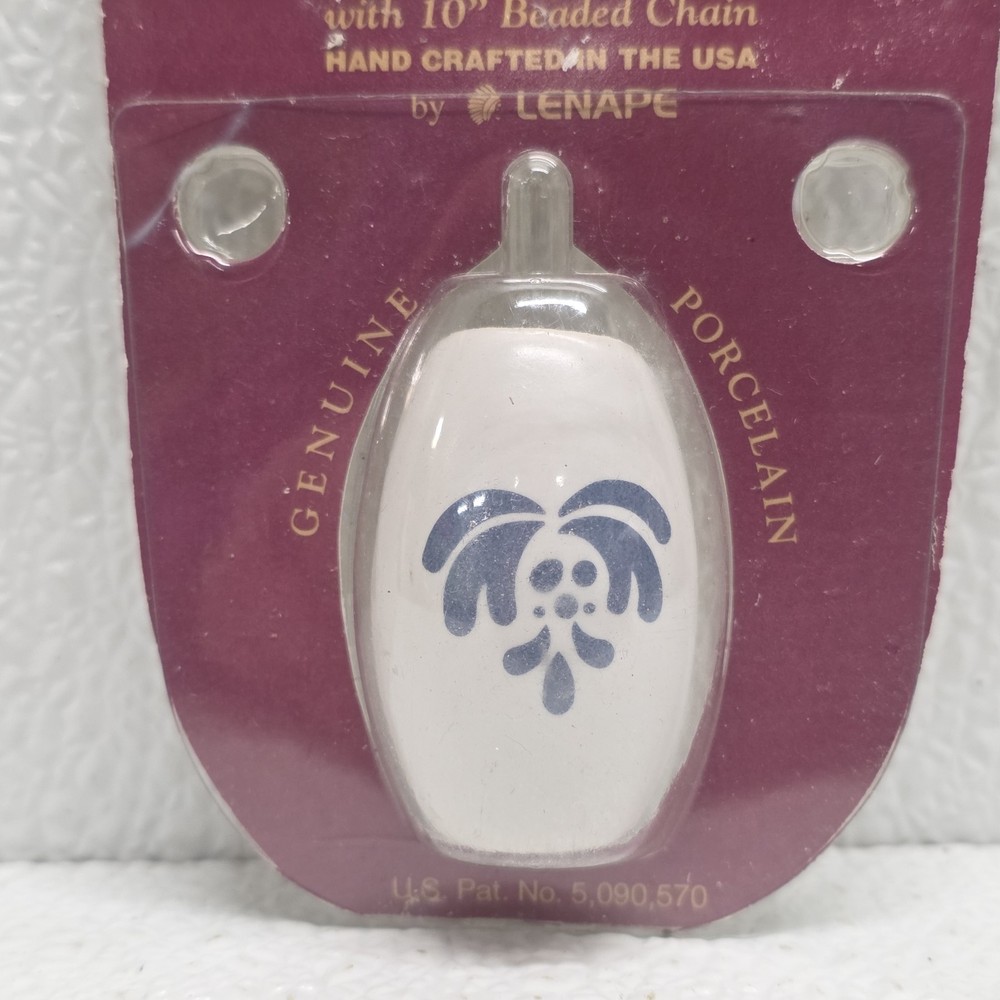 with 10" Beaded Chain
HAND CRAFTED IN THE USA
by LENAPE
GENUINE
PORCELAIN
U.S. Pat. No. 5,090,570